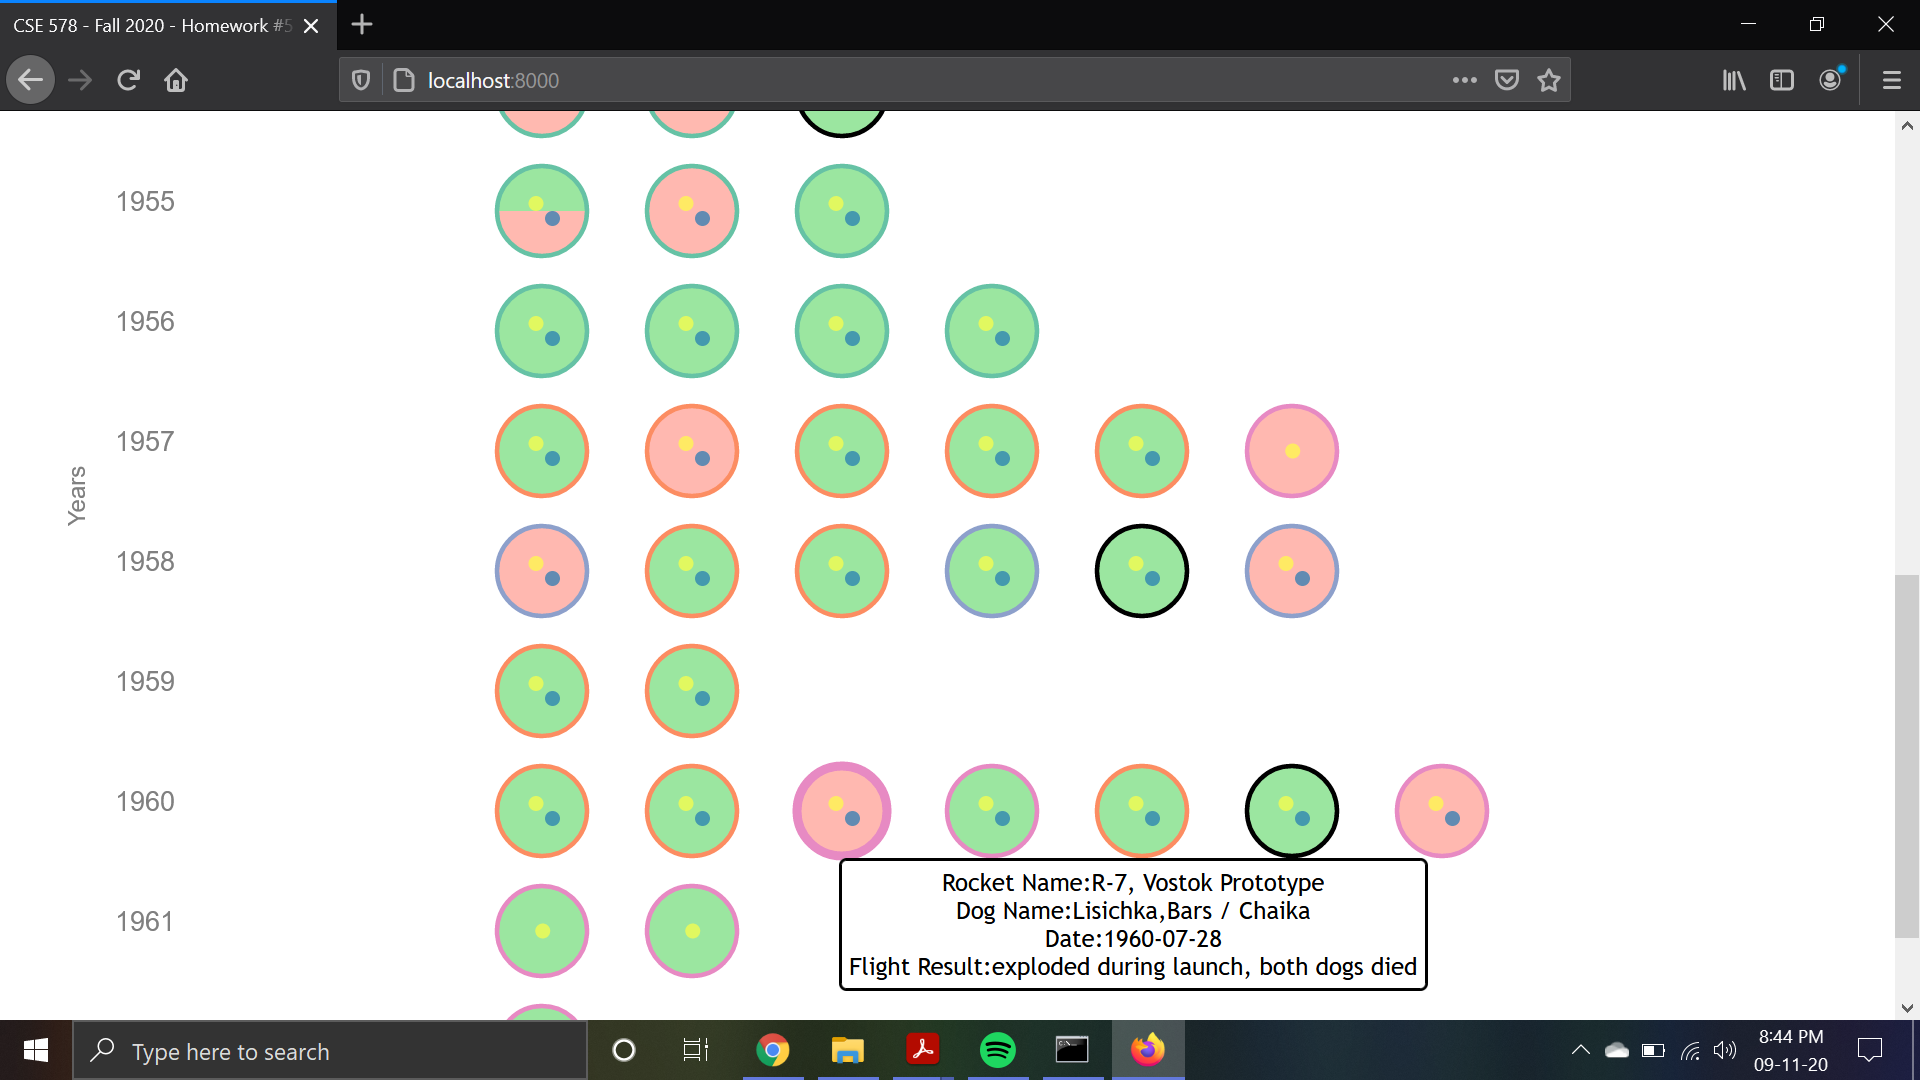 CSE 578 - Fall 2020 - Homework #5
localhost:8000
1955
1956
1957
Years
1958
1959
1960
Rocket Name:R-7, Vostok Prototype
Dog Name:Lisichka,Bars / Chaika
Date:1960-07-28
Flight Result:exploded during launch, both dogs died
1961
Type here to search
8:44 PM
09-11-20